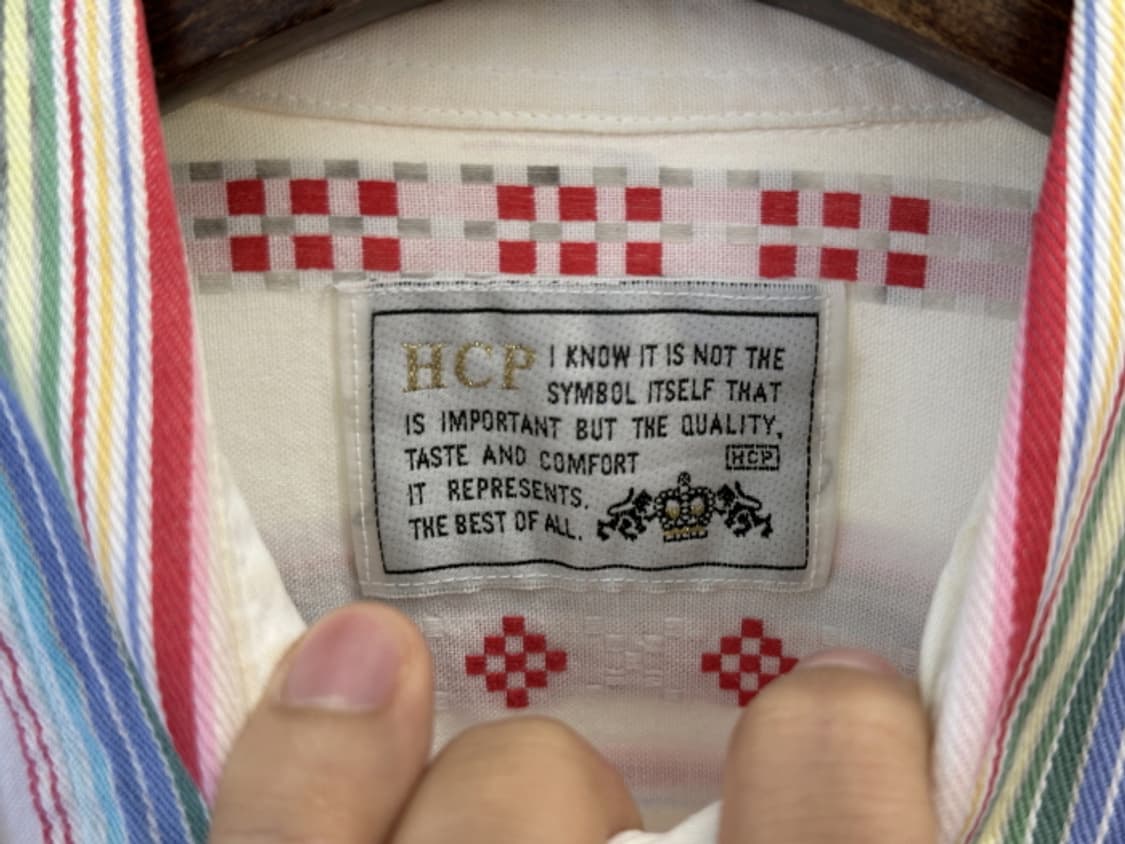 HCP I KNOW IT IS NOT THE
SYMBOL ITSELF THAT
IS IMPORTANT BUT THE QUALITY,
TASTE AND COMFORT HCP
IT REPRESENTS.
THE BEST OF ALL.